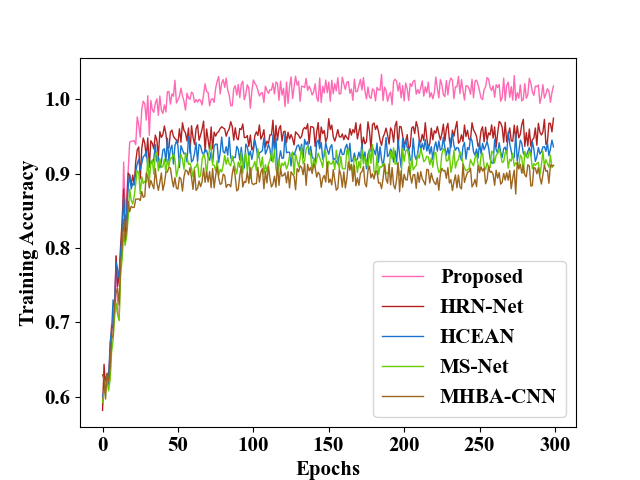 1.0
0.9
0.8
0.7
0.6
Training Accuracy
Proposed
HRN-Net
HCEAN
MS-Net
MHBA-CNN
0 50 100 150 200 250 300
Epochs